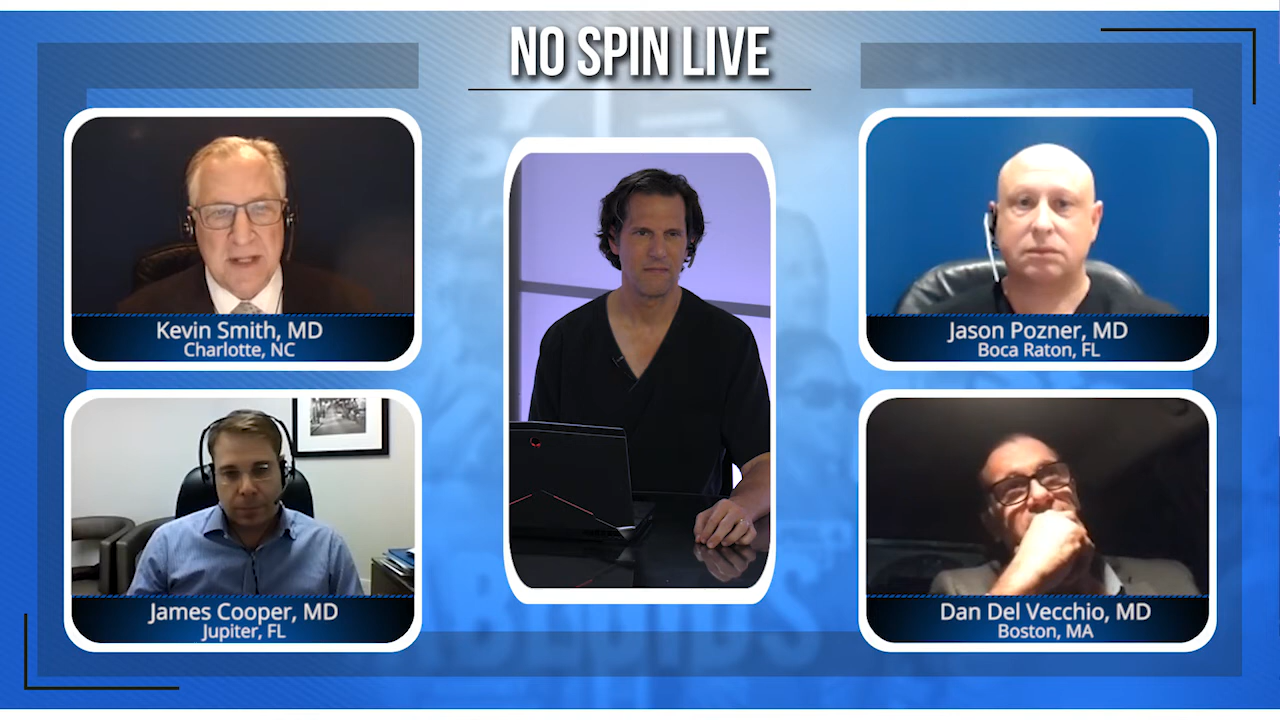 NO SPIN LIVE
Kevin Smith, MD
Charlotte, NC
Jason Pozner, MD
Boca Raton, FL
James Cooper, MD
Jupiter, FL
Dan Del Vecchio, MD
Boston, MA